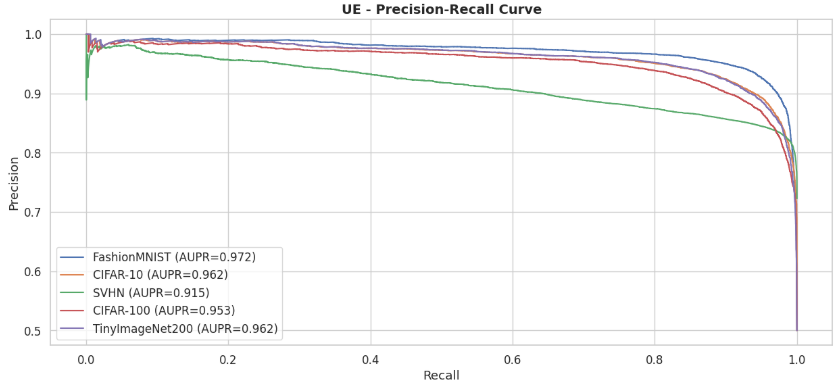 UE - Precision-Recall Curve
1.0
0.9
0.8
0.7
0.6
0.5
Precision
FashionMNIST (AUPR=0.972)
CIFAR-10 (AUPR=0.962)
SVHN (AUPR=0.915)
CIFAR-100 (AUPR=0.953)
TinyImageNet200 (AUPR=0.962)
0.0 0.2 0.4 0.6 0.8 1.0
Recall